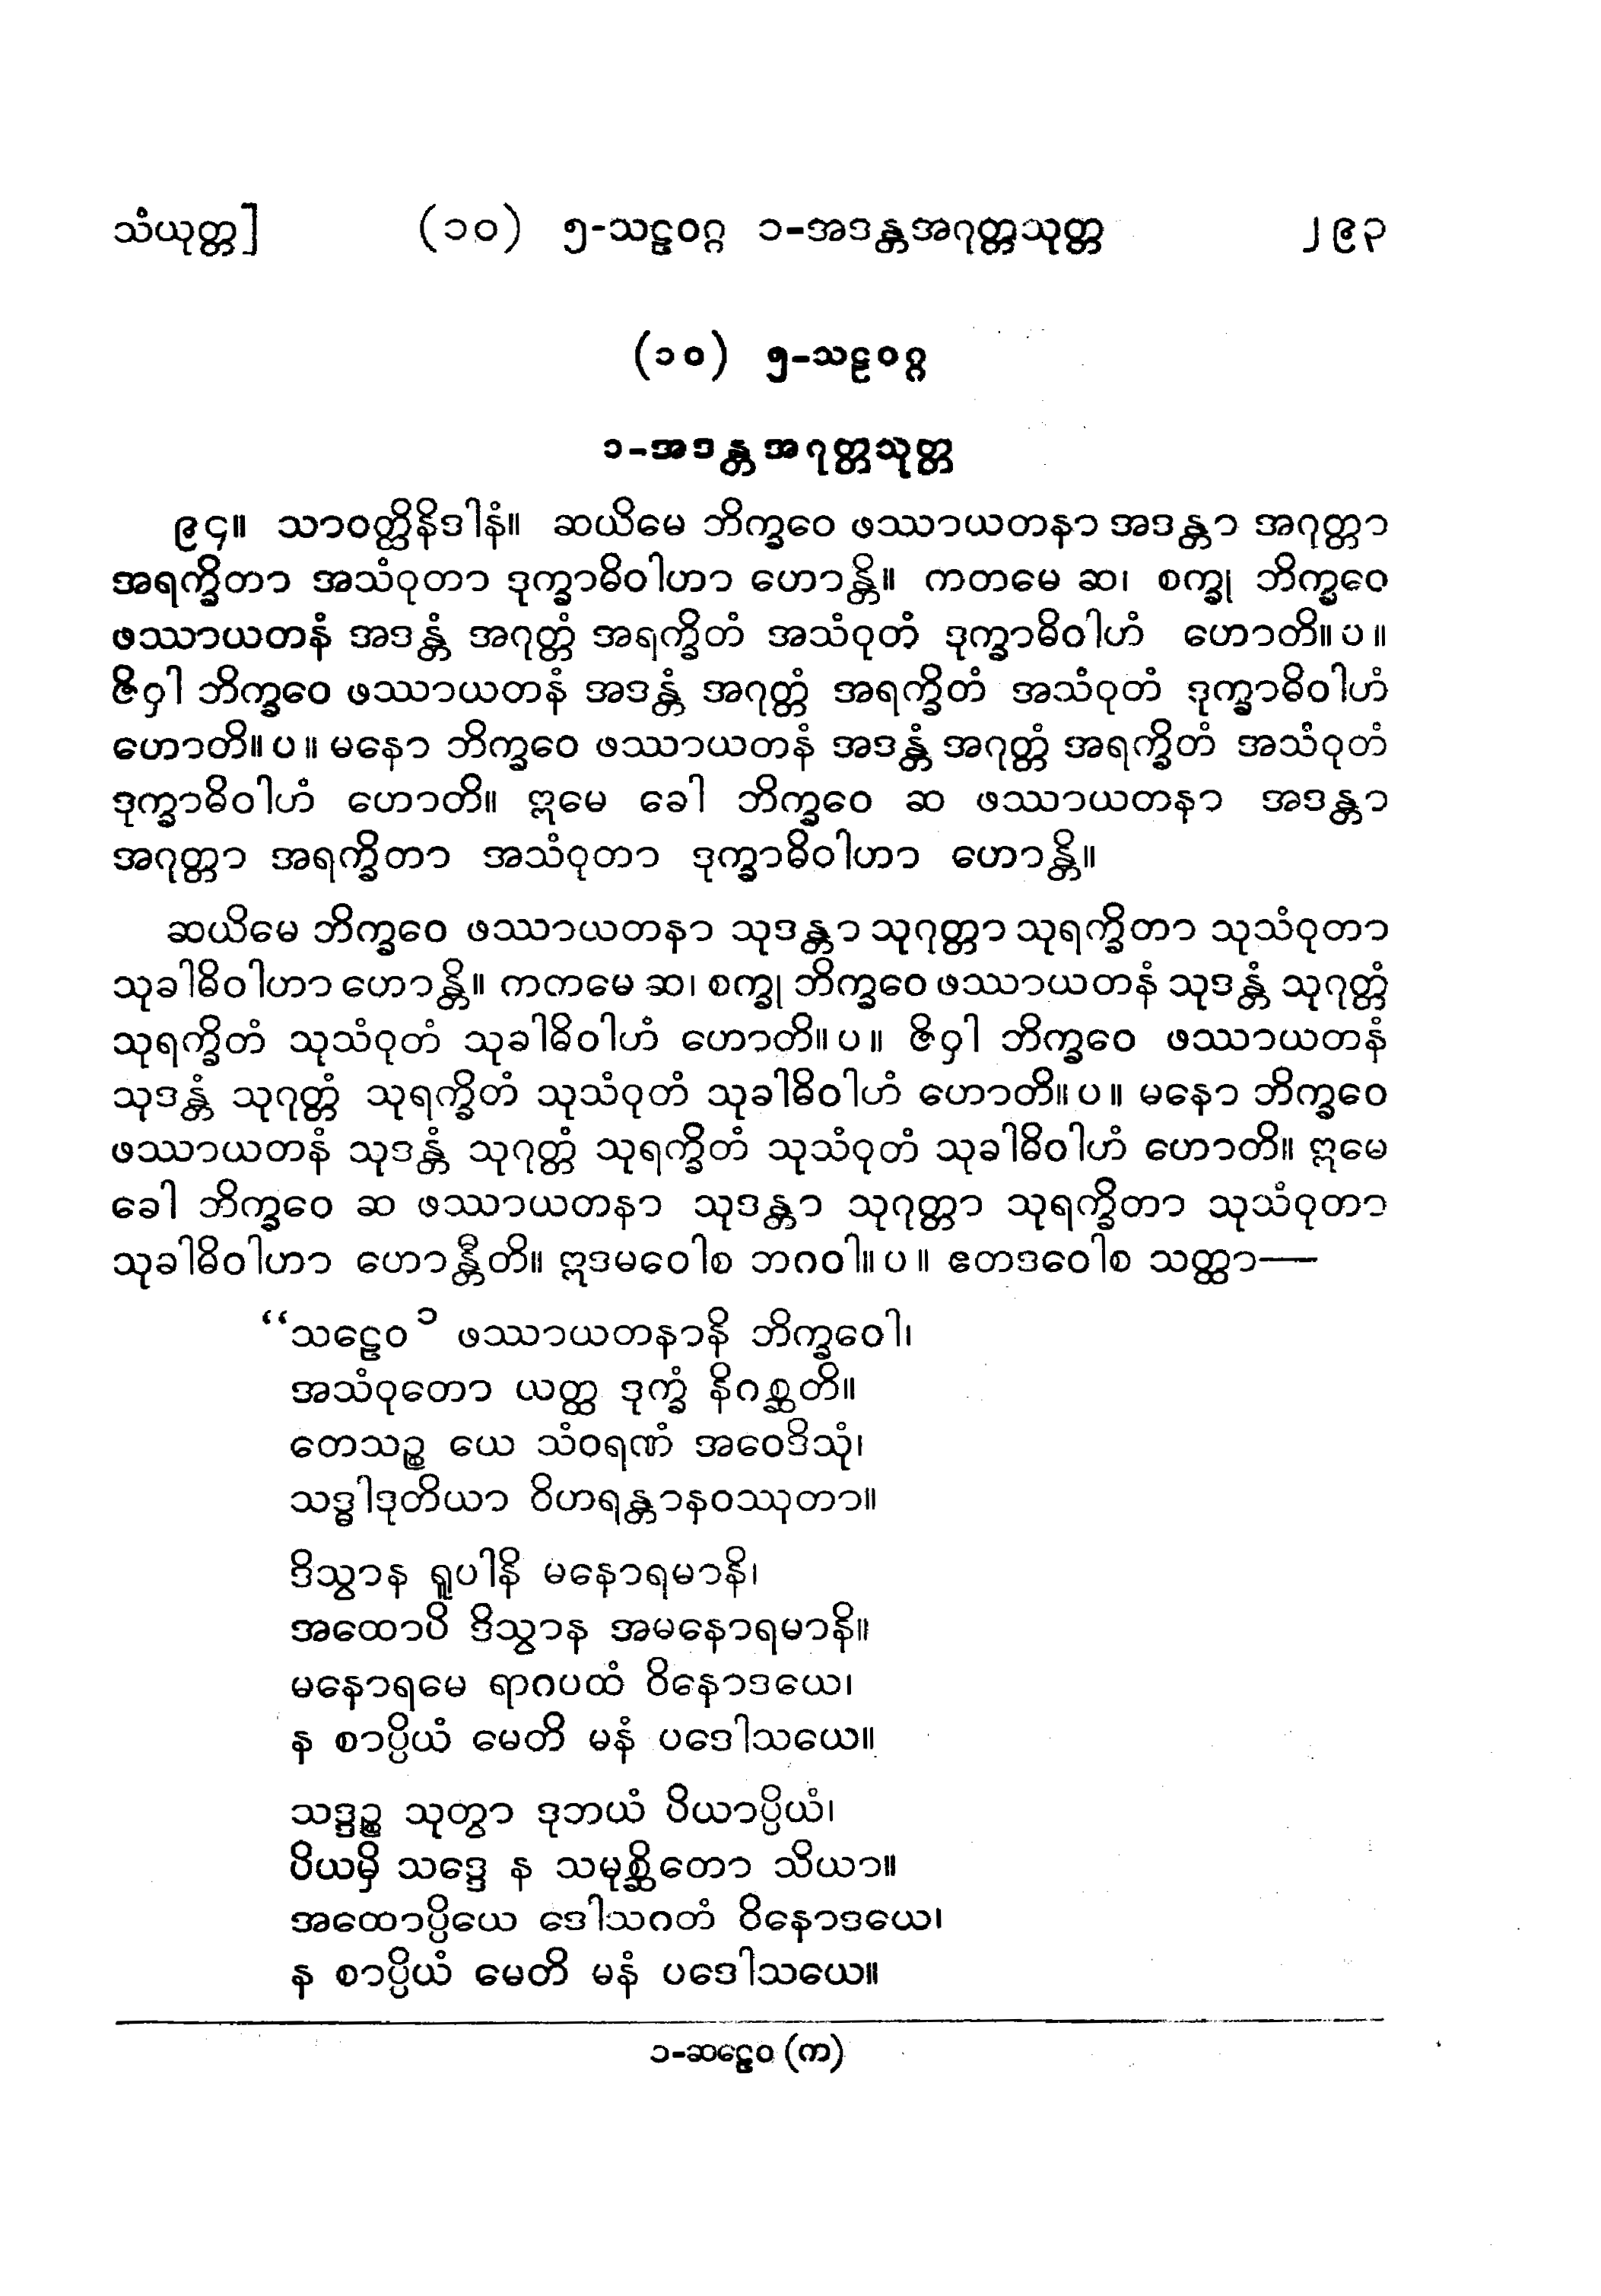 သံယုတ္တ] (၁၀) ၅-သဠဝဂ္ဂ ၁-အဒန္တအဂုတ္တသုတ္တ ၂၉၃
(၁၀) ၅-သဠဝဂ္ဂ
၁-အဒန္တအဂုတ္တသုတ္တ
၉၄။ သာဝတ္ထိနိဒါနံ။ ဆယိမေ ဘိက္ခဝေ ဖဿာယတနာ အဒန္တာ အဂုတ္တာ
အရက္ခိတာ အသံဝုတာ ဒုက္ခာဓိဝါဟာ ဟောန္တိ။ ကတမေ ဆ၊ စက္ခု ဘိက္ခဝေ
ဖဿာယတနံ အဒန္တံ အဂုတ္တံ အရက္ခိတံ အသံဝုတံ ဒုက္ခာဓိဝါဟံ ဟောတိ။ပ။
ဇိဝှါ ဘိက္ခဝေ ဖဿာယတနံ အဒန္တံ အဂုတ္တံ အရက္ခိတံ အသံဝုတံ ဒုက္ခာဓိဝါဟံ
ဟောတိ။ပ။ မနော ဘိက္ခဝေ ဖဿာယတနံ အဒန္တံ အဂုတ္တံ အရက္ခိတံ အသံဝုတံ
ဒုက္ခာဓိဝါဟံ ဟောတိ။ ဣမေ ခေါ ဘိက္ခဝေ ဆ ဖဿာယတနာ အဒန္တာ
အဂုတ္တာ အရက္ခိတာ အသံဝုတာ ဒုက္ခာဓိဝါဟာ ဟောန္တိ။
ဆယိမေ ဘိက္ခဝေ ဖဿာယတနာ သုဒန္တာ သုဂုတ္တာ သုရက္ခိတာ သုသံဝုတာ
သုခါဓိဝါဟာ ဟောန္တိ။ ကကမေ ဆ၊ စက္ခု ဘိက္ခဝေ ဖဿာယတနံ သုဒန္တံ သုဂုတ္တံ
သုရက္ခိတံ သုသံဝုတံ သုခါဓိဝါဟံ ဟောတိ။ပ။ ဇိဝှါ ဘိက္ခဝေ ဖဿာယတနံ
သုဒန္တံ သုဂုတ္တံ သုရက္ခိတံ သုသံဝုတံ သုခါဓိဝါဟံ ဟောတိ။ပ။ မနော ဘိက္ခဝေ
ဖဿာယတနံ သုဒန္တံ သုဂုတ္တံ သုရက္ခိတံ သုသံဝုတံ သုခါဓိဝါဟံ ဟောတိ။ ဣမေ
ခေါ ဘိက္ခဝေ ဆ ဖဿာယတနာ သုဒန္တာ သုဂုတ္တာ သုရက္ခိတာ သုသံဝုတာ
သုခါဓိဝါဟာ ဟောန္တီတိ။ ဣဒမဝေါစ ဘဂဝါ။ပ။ ဧတဒဝေါစ သတ္ထာ—
“သဠေဝ ၁ ဖဿာယတနာနိ ဘိက္ခဝေါ၊
အသံဝုတော ယတ္ထ ဒုက္ခံ နိဂစ္ဆတိ။
တေသဉ္စ ယေ သံဝရဏံ အဝေဒိသုံ၊
သဒ္ဓါဒုတိယာ ဝိဟရန္တာနဝဿုတာ။
ဒိသွာန ရူပါနိ မနောရမာနိ၊
အထောပိ ဒိသွာန အမနောရမာနိ။
မနောရမေ ရာဂပထံ ဝိနောဒယေ၊
န စာပ္ပိယံ မေတိ မနံ ပဒေါသယေ။
သဒ္ဒဉ္စ သုတွာ ဒုဘယံ ပိယာပ္ပိယံ၊
ပိယမှိ သဒ္ဒေ န သမုစ္ဆိတော သိယာ။
အထောပ္ပိယေ ဒေါသဂတံ ဝိနောဒယေ၊
န စာပ္ပိယံ မေတိ မနံ ပဒေါသယေ။
၁-ဆဠေဝ (က)